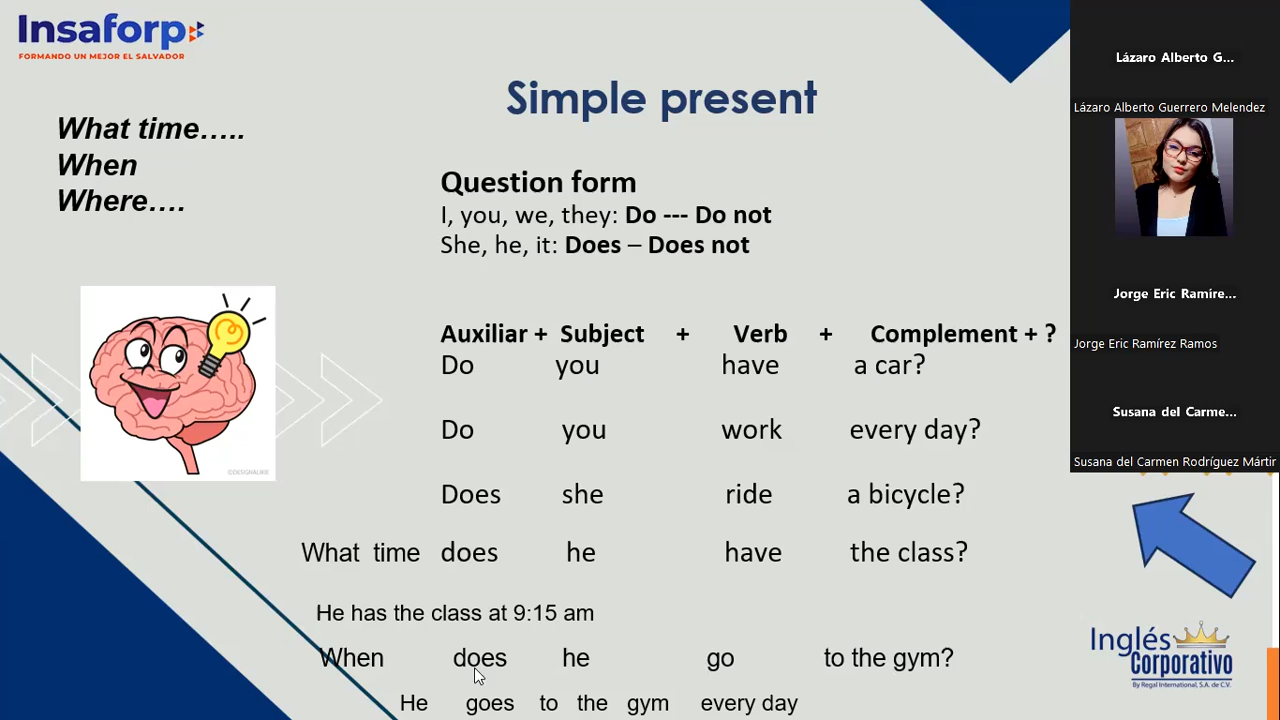 Insaforp
FORMANDO UN MEJOR EL SALVADOR
Simple present
What time…..
When
Where….
Question form
I, you, we, they: Do --- Do not
She, he, it: Does – Does not
Auxiliar + Subject + Verb + Complement + ?
Do you have a car?
Do you work every day?
Does she ride a bicycle?
What time does he have the class?
He has the class at 9:15 am
When does he go to the gym?
He goes to the gym every day
©DESIGNALIKIE
Lázaro Alberto G...
Lázaro Alberto Guerrero Melendez
Jorge Eric Ramíre...
Jorge Eric Ramírez Ramos
Susana del Carme...
Susana del Carmen Rodríguez Mártir
Inglés
Corporativo
By Regal International, S.A. de C.V.